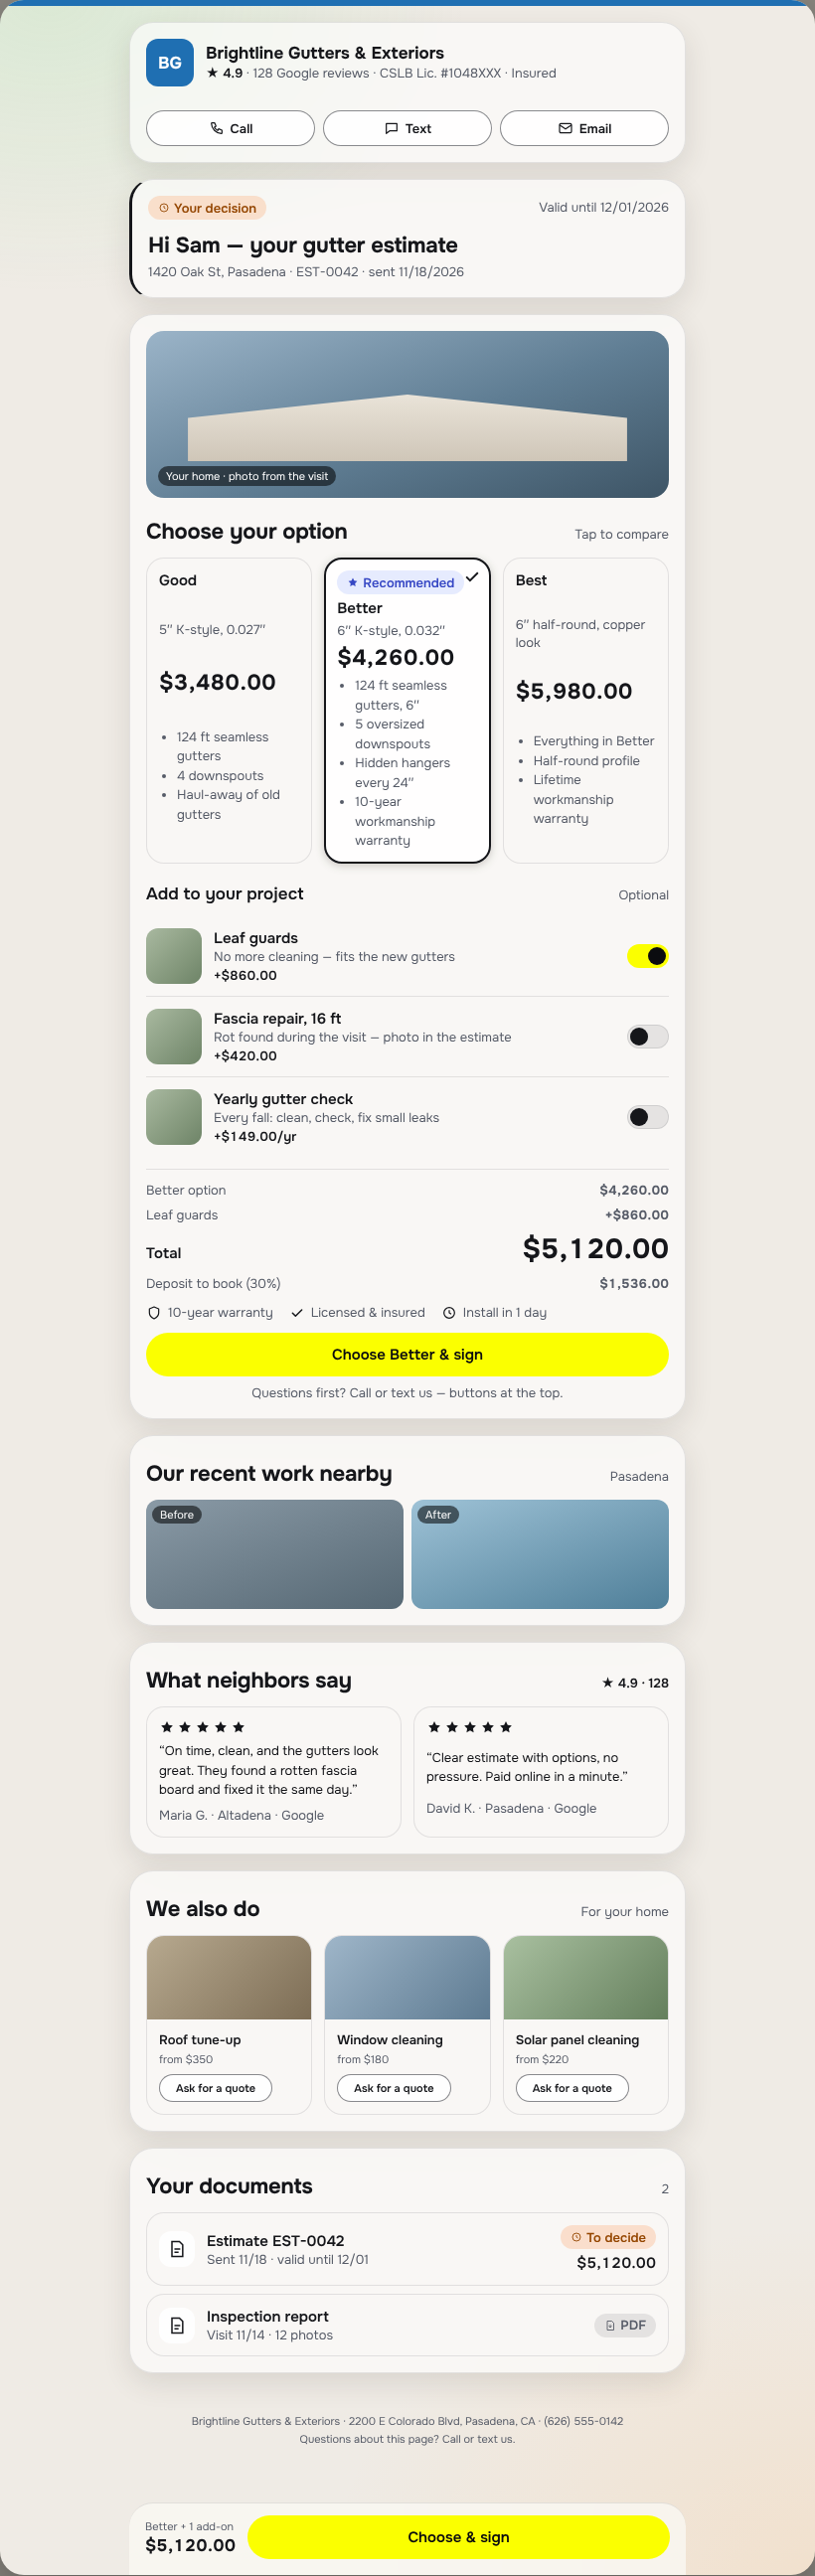 BG
Brightline Gutters & Exteriors
★ 4.9 · 128 Google reviews · CSLB Lic. #1048XXX · Insured
Call
Text
Email
Your decision
Valid until 12/01/2026
Hi Sam — your gutter estimate
1420 Oak St, Pasadena · EST-0042 · sent 11/18/2026
Your home · photo from the visit
Choose your option
Tap to compare
Good
5" K-style, 0.027"
$3,480.00
• 124 ft seamless
gutters
• 4 downspouts
• Haul-away of old
gutters
Recommended
Better
6" K-style, 0.032"
$4,260.00
• 124 ft seamless
gutters, 6"
• 5 oversized
downspouts
• Hidden hangers
every 24"
• 10-year
workmanship
warranty
Best
6" half-round, copper
look
$5,980.00
• Everything in Better
• Half-round profile
• Lifetime
workmanship
warranty
Add to your project
Optional
Leaf guards
No more cleaning — fits the new gutters
+$860.00
Fascia repair, 16 ft
Rot found during the visit — photo in the estimate
+$420.00
Yearly gutter check
Every fall: clean, check, fix small leaks
+$149.00/yr
Better option
$4,260.00
Leaf guards
+$860.00
Total
$5,120.00
Deposit to book (30%)
$1,536.00
10-year warranty
Licensed & insured
Install in 1 day
Choose Better & sign
Questions first? Call or text us — buttons at the top.
Our recent work nearby
Pasadena
Before
After
What neighbors say
★ 4.9 · 128
★ ★ ★ ★ ★
“On time, clean, and the gutters look
great. They found a rotten fascia
board and fixed it the same day.”
Maria G. · Altadena · Google
★ ★ ★ ★ ★
“Clear estimate with options, no
pressure. Paid online in a minute.”
David K. · Pasadena · Google
We also do
For your home
Roof tune-up
from $350
Ask for a quote
Window cleaning
from $180
Ask for a quote
Solar panel cleaning
from $220
Ask for a quote
Your documents
2
Estimate EST-0042
Sent 11/18 · valid until 12/01
To decide
$5,120.00
Inspection report
Visit 11/14 · 12 photos
PDF
Brightline Gutters & Exteriors · 2200 E Colorado Blvd, Pasadena, CA · (626) 555-0142
Questions about this page? Call or text us.
Better + 1 add-on
$5,120.00
Choose & sign